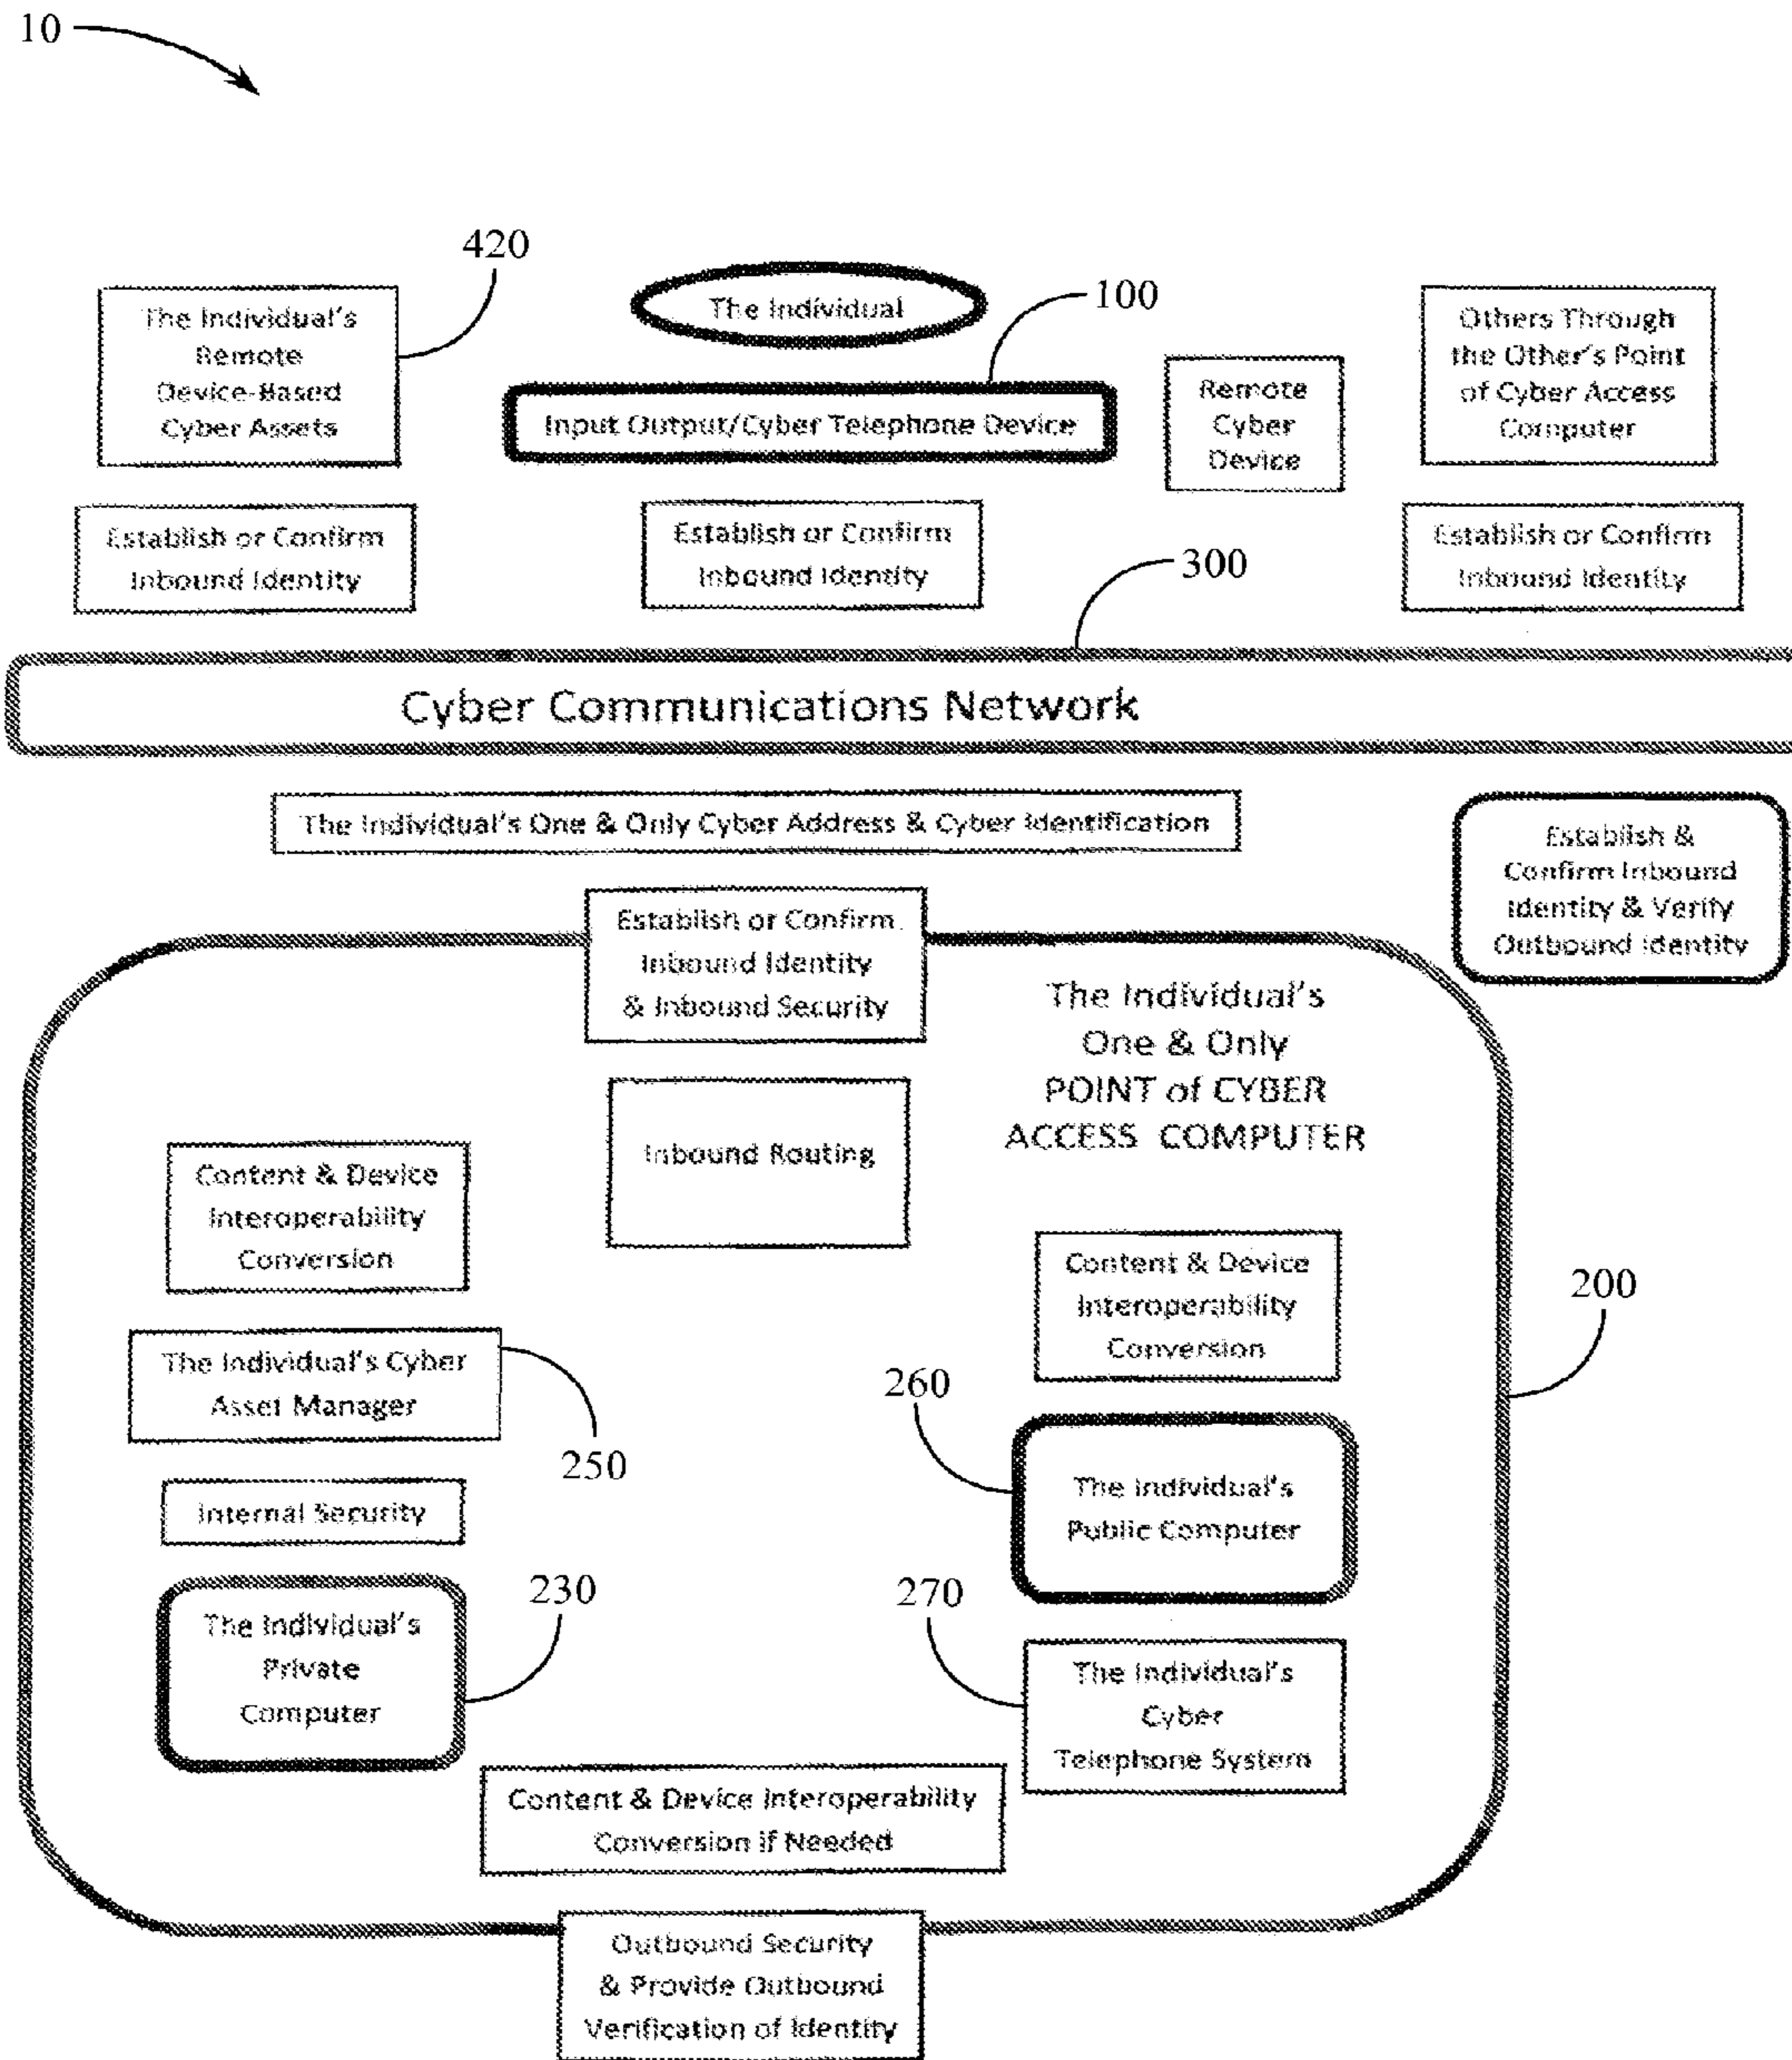 10
420
The Individual's
Remote
Device-Based
Cyber Assets
The Individual
100
Input Output/Cyber Telephone Device
Remote
Cyber
Device
Others Through
the Other's Point
of Cyber Access
Computer
Establish or Confirm
Inbound Identity
Establish or Confirm
Inbound Identity
Establish or Confirm
Inbound Identity
300
Cyber Communications Network
The Individual's One & Only Cyber Address & Cyber Identification
Establish &
Confirm Inbound
Identity & Verify
Outbound Identity
Establish or Confirm
Inbound Identity
& Inbound Security
The Individual's
One & Only
POINT of CYBER
ACCESS COMPUTER
Inbound Routing
Content & Device
Interoperability
Conversion
Content & Device
Interoperability
Conversion
200
The Individual's Cyber
Asset Manager
250
260
The Individual's
Public Computer
Internal Security
The Individual's
Private
Computer
230
270
The Individual's
Cyber
Telephone System
Content & Device Interoperability
Conversion if Needed
Outbound Security
& Provide Outbound
Verification of Identity